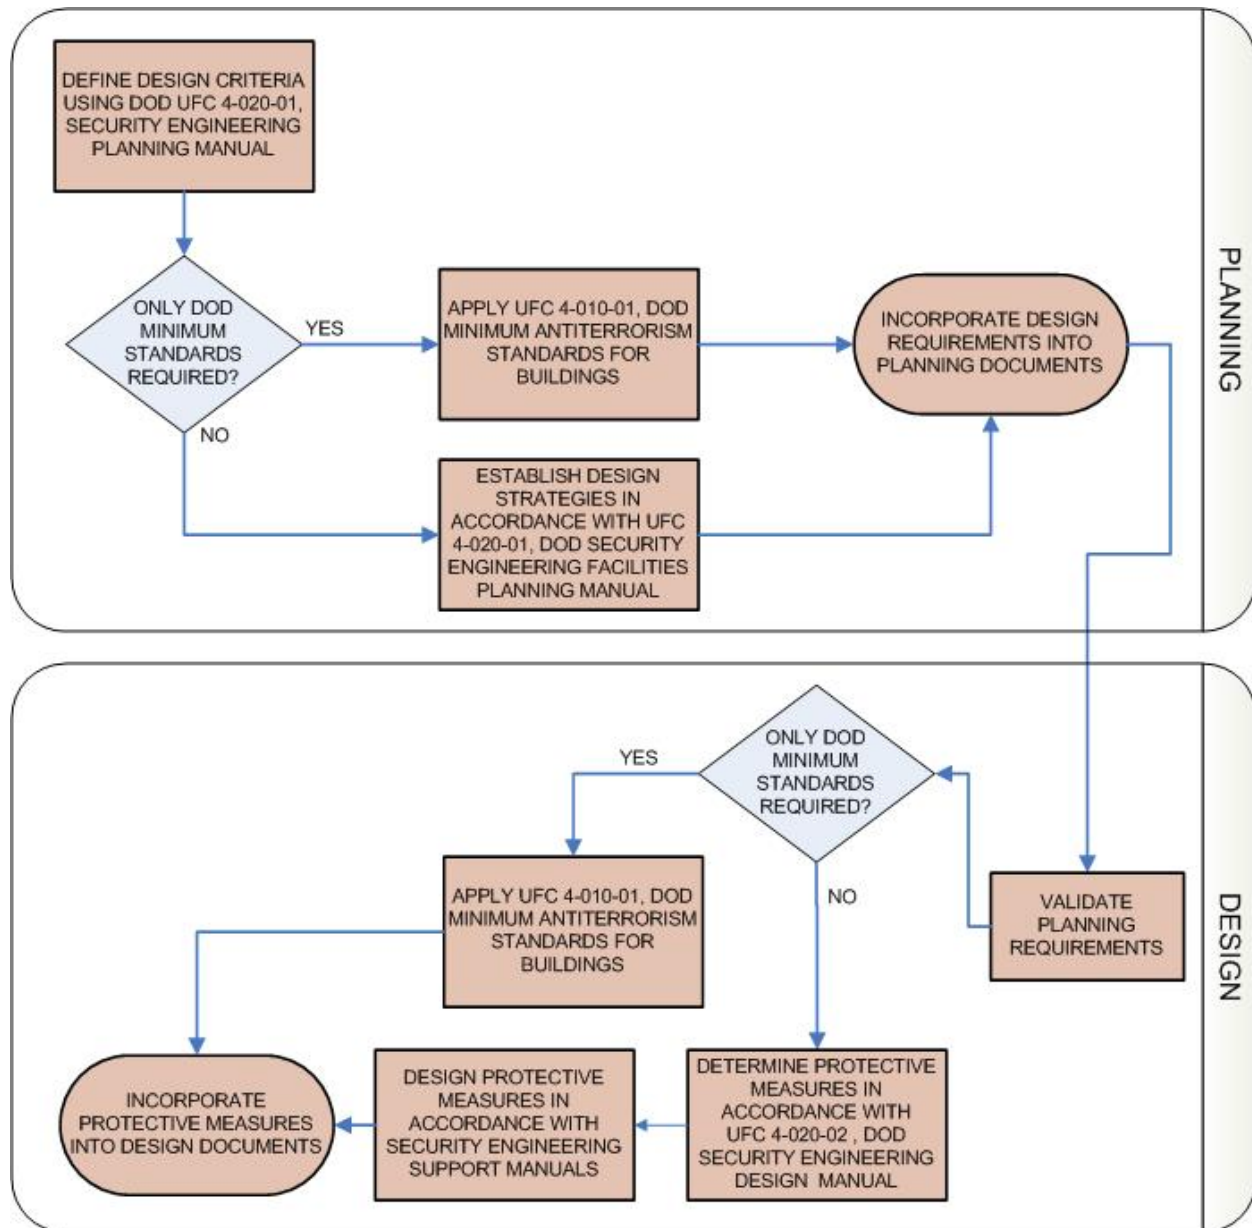 DEFINE DESIGN CRITERIA
USING DOD UFC 4-020-01,
SECURITY ENGINEERING
PLANNING MANUAL
ONLY DOD
MINIMUM
STANDARDS
REQUIRED?
YES
NO
APPLY UFC 4-010-01, DOD
MINIMUM ANTITERRORISM
STANDARDS FOR
BUILDINGS
ESTABLISH DESIGN
STRATEGIES IN
ACCORDANCE WITH UFC
4-020-01, DOD SECURITY
ENGINEERING FACILITIES
PLANNING MANUAL
INCORPORATE DESIGN
REQUIREMENTS INTO
PLANNING DOCUMENTS
PLANNING
VALIDATE
PLANNING
REQUIREMENTS
ONLY DOD
MINIMUM
STANDARDS
REQUIRED?
YES
NO
APPLY UFC 4-010-01, DOD
MINIMUM ANTITERRORISM
STANDARDS FOR
BUILDINGS
DETERMINE PROTECTIVE
MEASURES IN
ACCORDANCE WITH
UFC 4-020-02 , DOD
SECURITY ENGINEERING
DESIGN MANUAL
DESIGN PROTECTIVE
MEASURES IN
ACCORDANCE WITH
SECURITY ENGINEERING
SUPPORT MANUALS
INCORPORATE
PROTECTIVE MEASURES
INTO DESIGN DOCUMENTS
DESIGN